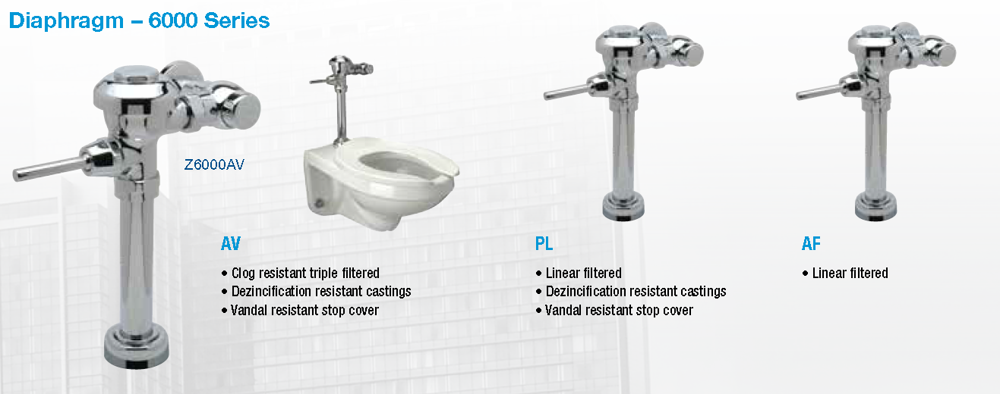 Diaphragm – 6000 Series
Z6000AV
AV
• Clog resistant triple filtered
• Dezincification resistant castings
• Vandal resistant stop cover
PL
• Linear filtered
• Dezincification resistant castings
• Vandal resistant stop cover
AF
• Linear filtered